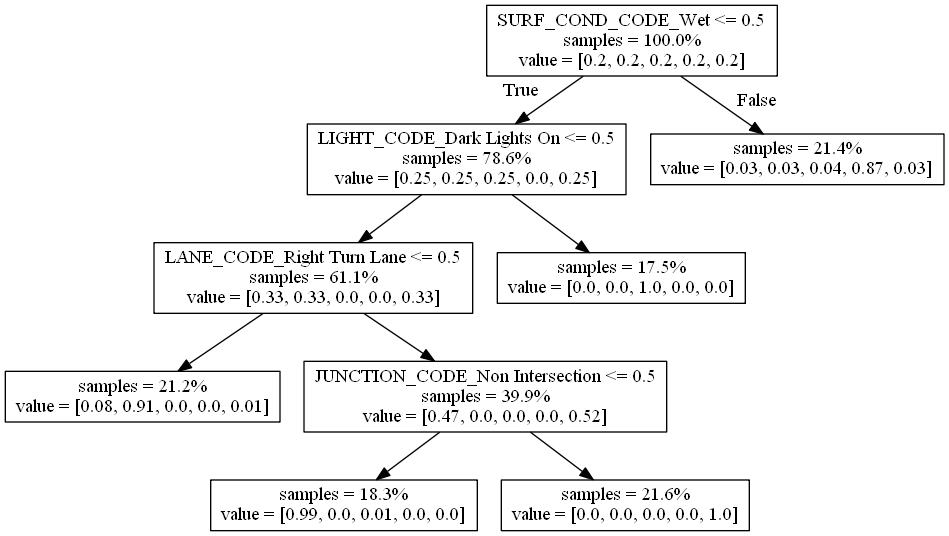 SURF_COND_CODE_Wet <= 0.5
samples = 100.0%
value = [0.2, 0.2, 0.2, 0.2, 0.2]
True
False
LIGHT_CODE_Dark Lights On <= 0.5
samples = 78.6%
value = [0.25, 0.25, 0.25, 0.0, 0.25]
samples = 21.4%
value = [0.03, 0.03, 0.04, 0.87, 0.03]
LANE_CODE_Right Turn Lane <= 0.5
samples = 61.1%
value = [0.33, 0.33, 0.0, 0.0, 0.33]
samples = 17.5%
value = [0.0, 0.0, 1.0, 0.0, 0.0]
samples = 21.2%
value = [0.08, 0.91, 0.0, 0.0, 0.01]
JUNCTION_CODE_Non Intersection <= 0.5
samples = 39.9%
value = [0.47, 0.0, 0.0, 0.0, 0.52]
samples = 18.3%
value = [0.99, 0.0, 0.01, 0.0, 0.0]
samples = 21.6%
value = [0.0, 0.0, 0.0, 0.0, 1.0]